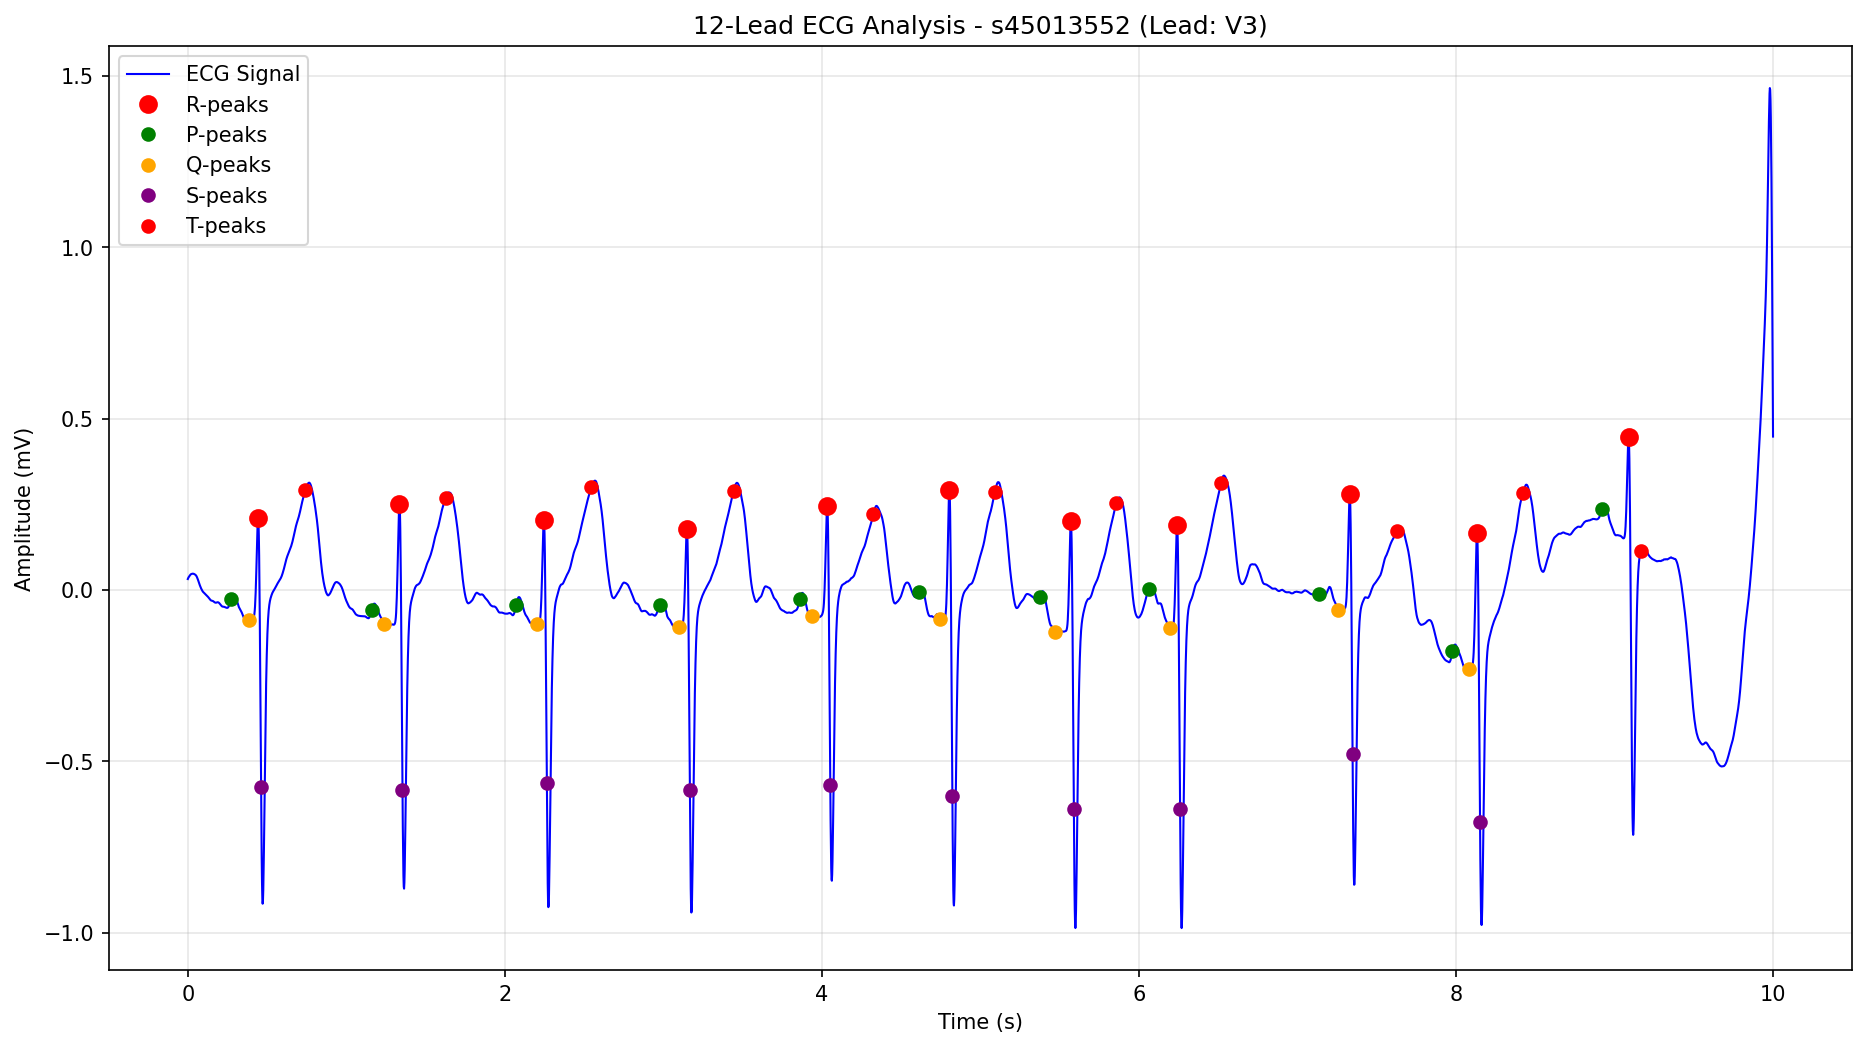 12-Lead ECG Analysis - s45013552 (Lead: V3)
ECG Signal
R-peaks
P-peaks
Q-peaks
S-peaks
T-peaks
1.5
1.0
0.5
0.0
−0.5
−1.0
Amplitude (mV)
0 2 4 6 8 10
Time (s)